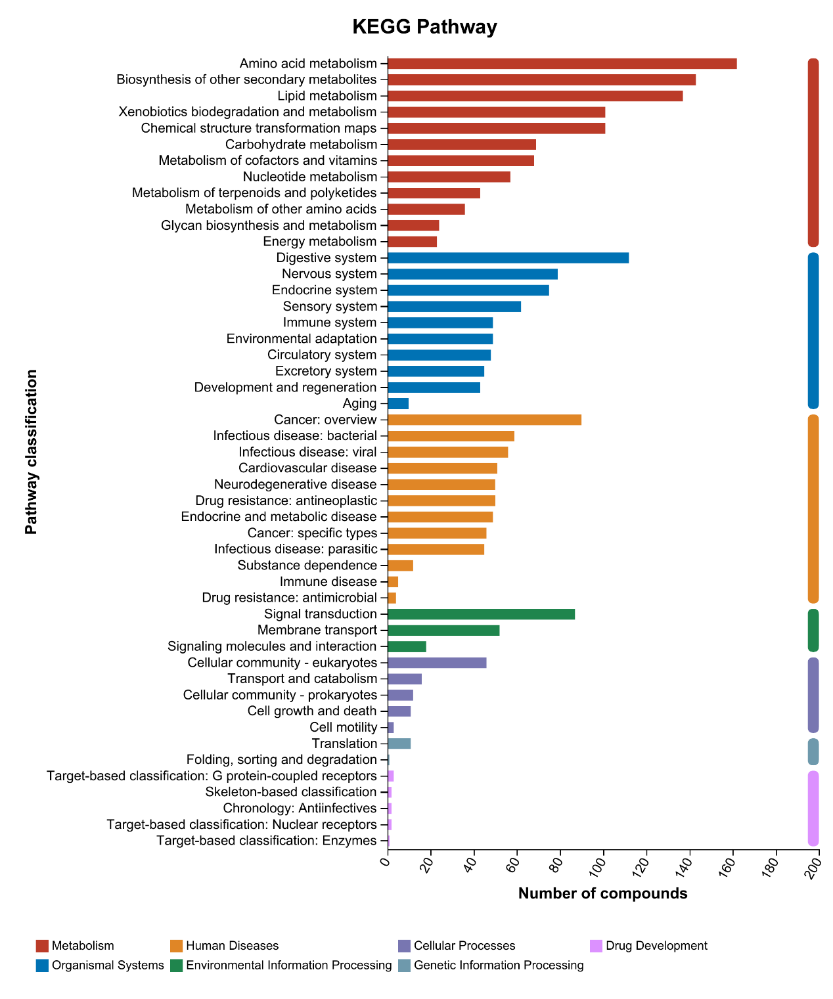 KEGG Pathway
Amino acid metabolism
Biosynthesis of other secondary metabolites
Lipid metabolism
Xenobiotics biodegradation and metabolism
Chemical structure transformation maps
Carbohydrate metabolism
Metabolism of cofactors and vitamins
Nucleotide metabolism
Metabolism of terpenoids and polyketides
Metabolism of other amino acids
Glycan biosynthesis and metabolism
Energy metabolism
Digestive system
Nervous system
Endocrine system
Sensory system
Immune system
Environmental adaptation
Circulatory system
Excretory system
Development and regeneration
Aging
Cancer: overview
Infectious disease: bacterial
Infectious disease: viral
Cardiovascular disease
Neurodegenerative disease
Drug resistance: antineoplastic
Endocrine and metabolic disease
Cancer: specific types
Infectious disease: parasitic
Substance dependence
Immune disease
Drug resistance: antimicrobial
Signal transduction
Membrane transport
Signaling molecules and interaction
Cellular community - eukaryotes
Transport and catabolism
Cellular community - prokaryotes
Cell growth and death
Cell motility
Translation
Folding, sorting and degradation
Target-based classification: G protein-coupled receptors
Skeleton-based classification
Chronology: Antiinfectives
Target-based classification: Nuclear receptors
Target-based classification: Enzymes
Pathway classification
0 20 40 60 80 100 120 140 160 180 200
Number of compounds
Metabolism Human Diseases Cellular Processes Drug Development
Organismal Systems Environmental Information Processing Genetic Information Processing